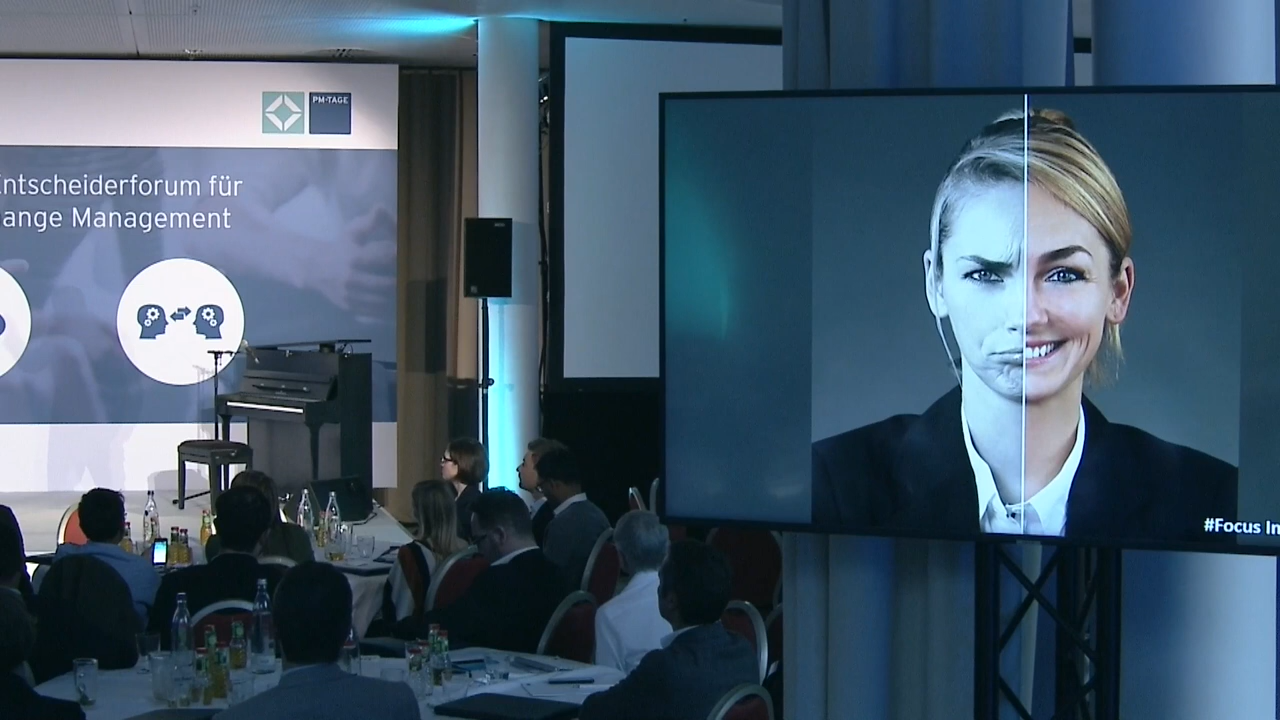 PM-TAGE
Entscheiderforum für
ange Management
#Focus In